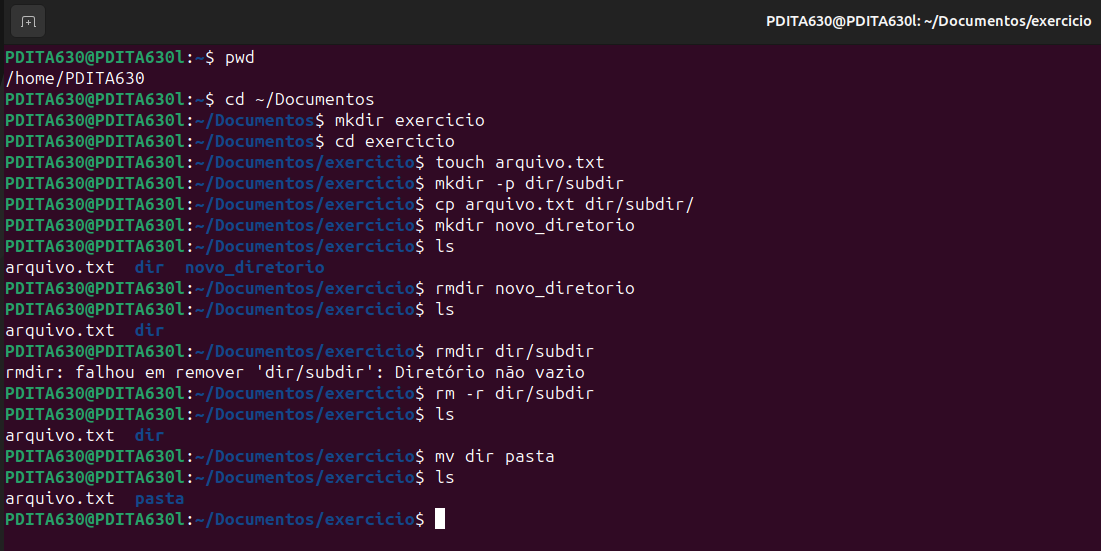 PDITA630@PDITA630l: ~/Documentos/exercicio
PDITA630@PDITA630l:~$ pwd
/home/PDITA630
PDITA630@PDITA630l:~$ cd ~/Documentos
PDITA630@PDITA630l:~/Documentos$ mkdir exercicio
PDITA630@PDITA630l:~/Documentos$ cd exercicio
PDITA630@PDITA630l:~/Documentos/exercicio$ touch arquivo.txt
PDITA630@PDITA630l:~/Documentos/exercicio$ mkdir -p dir/subdir
PDITA630@PDITA630l:~/Documentos/exercicio$ cp arquivo.txt dir/subdir/
PDITA630@PDITA630l:~/Documentos/exercicio$ mkdir novo_diretorio
PDITA630@PDITA630l:~/Documentos/exercicio$ ls
arquivo.txt  dir  novo_diretorio
PDITA630@PDITA630l:~/Documentos/exercicio$ rmdir novo_diretorio
PDITA630@PDITA630l:~/Documentos/exercicio$ ls
arquivo.txt  dir
PDITA630@PDITA630l:~/Documentos/exercicio$ rmdir dir/subdir
rmdir: falhou em remover 'dir/subdir': Diretório não vazio
PDITA630@PDITA630l:~/Documentos/exercicio$ rm -r dir/subdir
PDITA630@PDITA630l:~/Documentos/exercicio$ ls
arquivo.txt  dir
PDITA630@PDITA630l:~/Documentos/exercicio$ mv dir pasta
PDITA630@PDITA630l:~/Documentos/exercicio$ ls
arquivo.txt  pasta
PDITA630@PDITA630l:~/Documentos/exercicio$